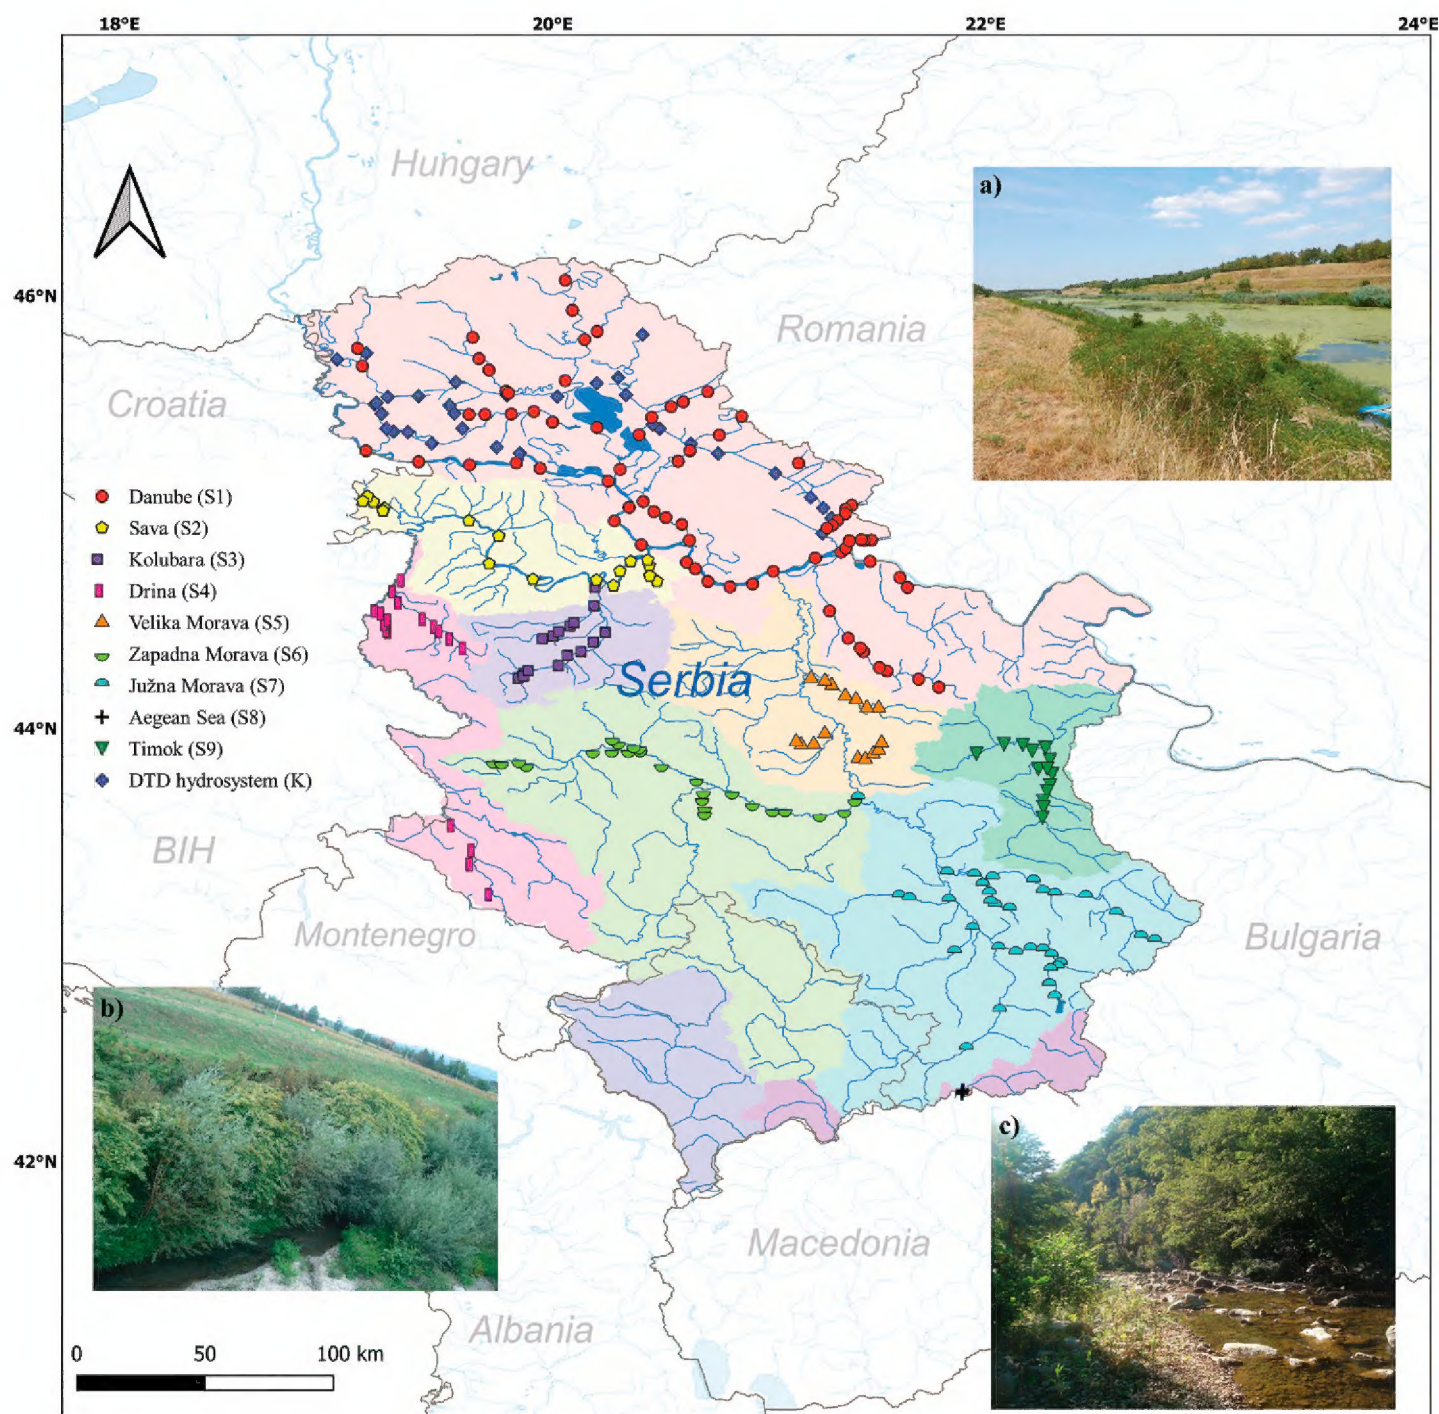 18°E 20°E 22°E 24°E
Hungary
a)
46°N
Romania
Croatia
Danube (S1)
Sava (S2)
Kolubara (S3)
Drina (S4)
Velika Morava (S5)
Zapadna Morava (S6)
Južna Morava (S7)
Aegean Sea (S8)
Timok (S9)
DTD hydrosystem (K)
Serbia
44°N
BIH
Montenegro
Bulgaria
b)
c)
42°N
Macedonia
Albania
0 50 100 km